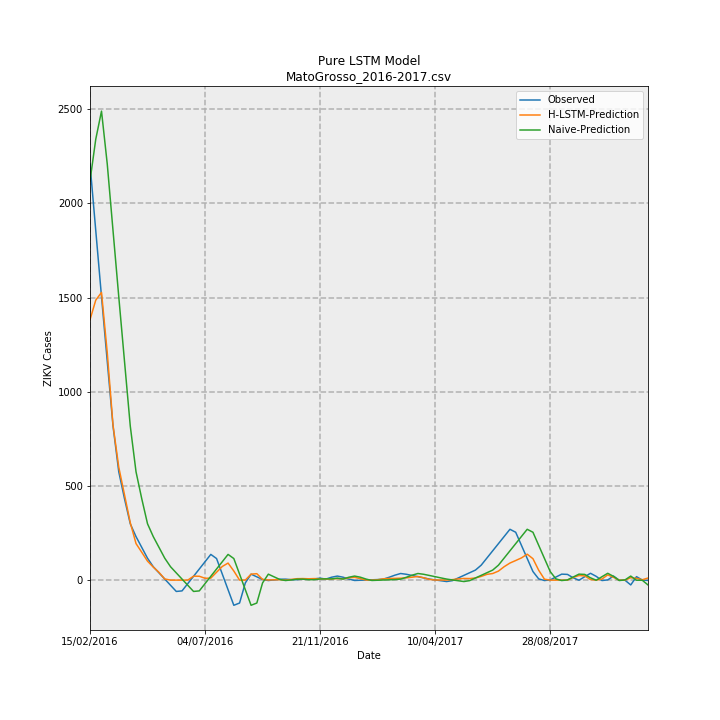 Pure LSTM Model
MatoGrosso_2016-2017.csv
Observed
H-LSTM-Prediction
Naive-Prediction
ZIKV Cases
2500
2000
1500
1000
500
0
15/02/2016
04/07/2016
21/11/2016
10/04/2017
28/08/2017
Date